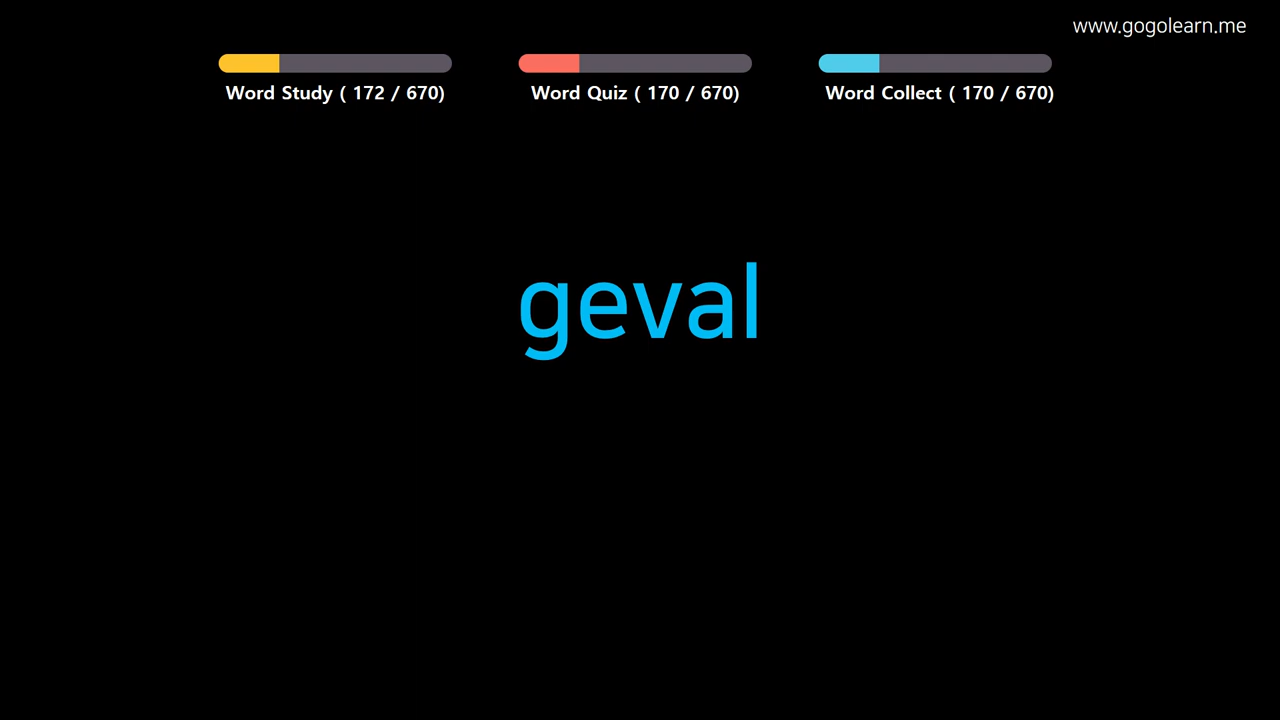 www.gogolearn.me
Word Study ( 172 / 670)
Word Quiz ( 170 / 670)
Word Collect ( 170 / 670)
geval